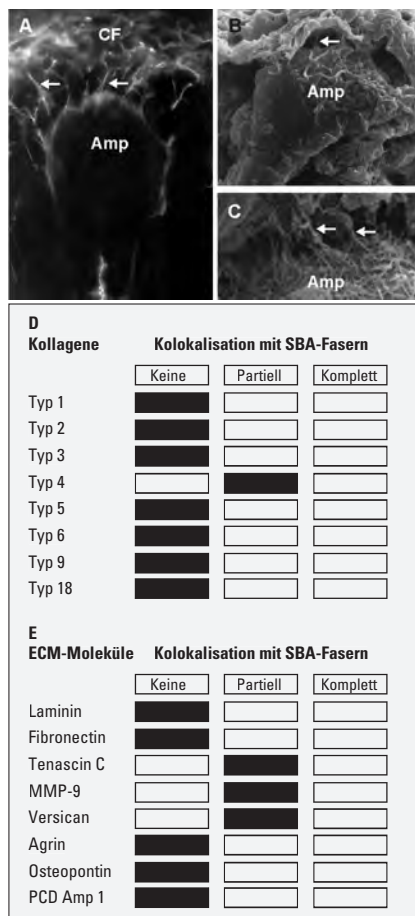 A
CF
Amp
B
Amp
C
Amp
D
Kollagene Kolokalisation mit SBA-Fasern
Keine Partiell Komplett
Typ 1
Typ 2
Typ 3
Typ 4
Typ 5
Typ 6
Typ 9
Typ 18
E
ECM-Moleküle Kolokalisation mit SBA-Fasern
Keine Partiell Komplett
Laminin
Fibronectin
Tenascin C
MMP-9
Versican
Agrin
Osteopontin
PCD Amp 1